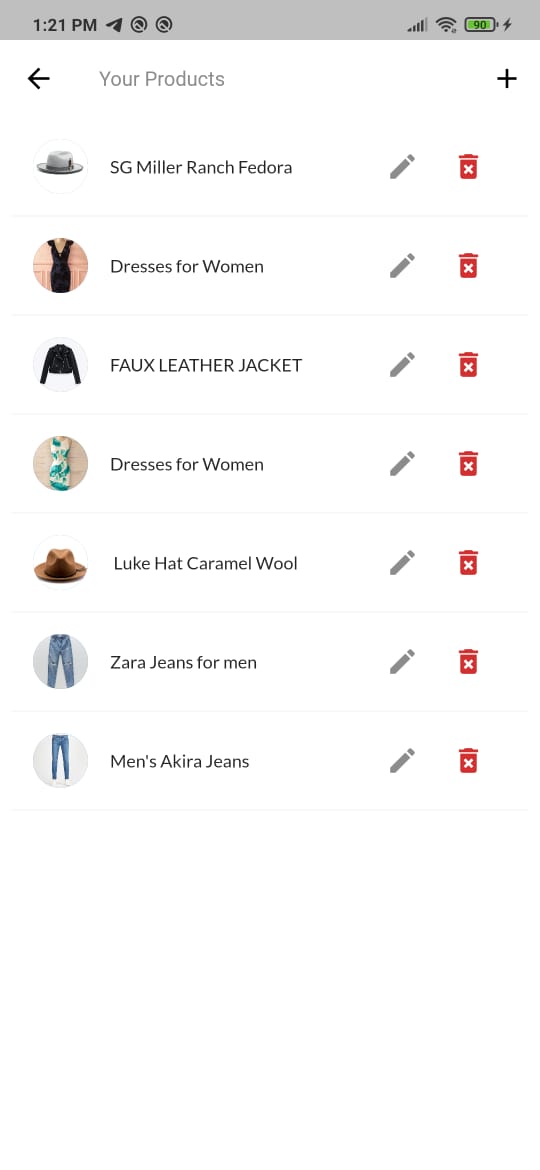 1:21 PM 90
Your Products
SG Miller Ranch Fedora
Dresses for Women
FAUX LEATHER JACKET
Dresses for Women
Luke Hat Caramel Wool
Zara Jeans for men
Men's Akira Jeans